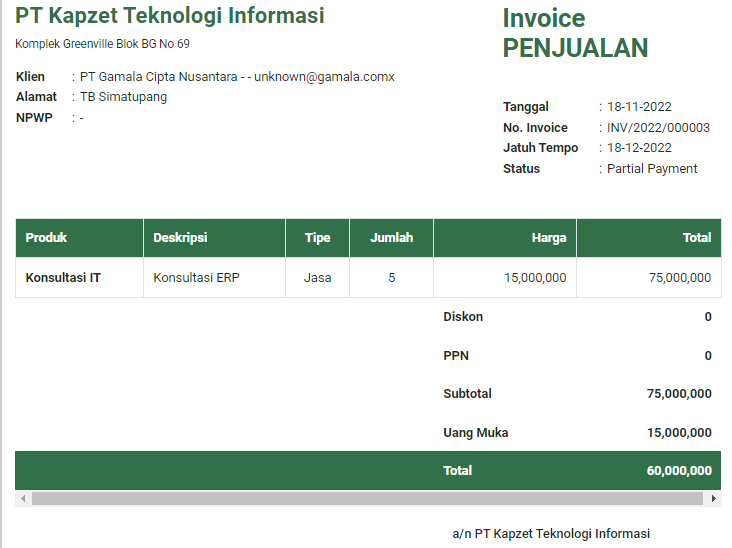 PT Kapzet Teknologi Informasi
Komplek Greenville Blok BG No 69
Klien : PT Gamala Cipta Nusantara - - unknown@gamala.comx
Alamat : TB Simatupang
NPWP : -
Invoice
PENJUALAN
Tanggal : 18-11-2022
No. Invoice : INV/2022/000003
Jatuh Tempo : 18-12-2022
Status : Partial Payment
Produk Deskripsi Tipe Jumlah Harga Total
Konsultasi IT Konsultasi ERP Jasa 5 15,000,000 75,000,000
Diskon 0
PPN 0
Subtotal 75,000,000
Uang Muka 15,000,000
Total 60,000,000
a/n PT Kapzet Teknologi Informasi